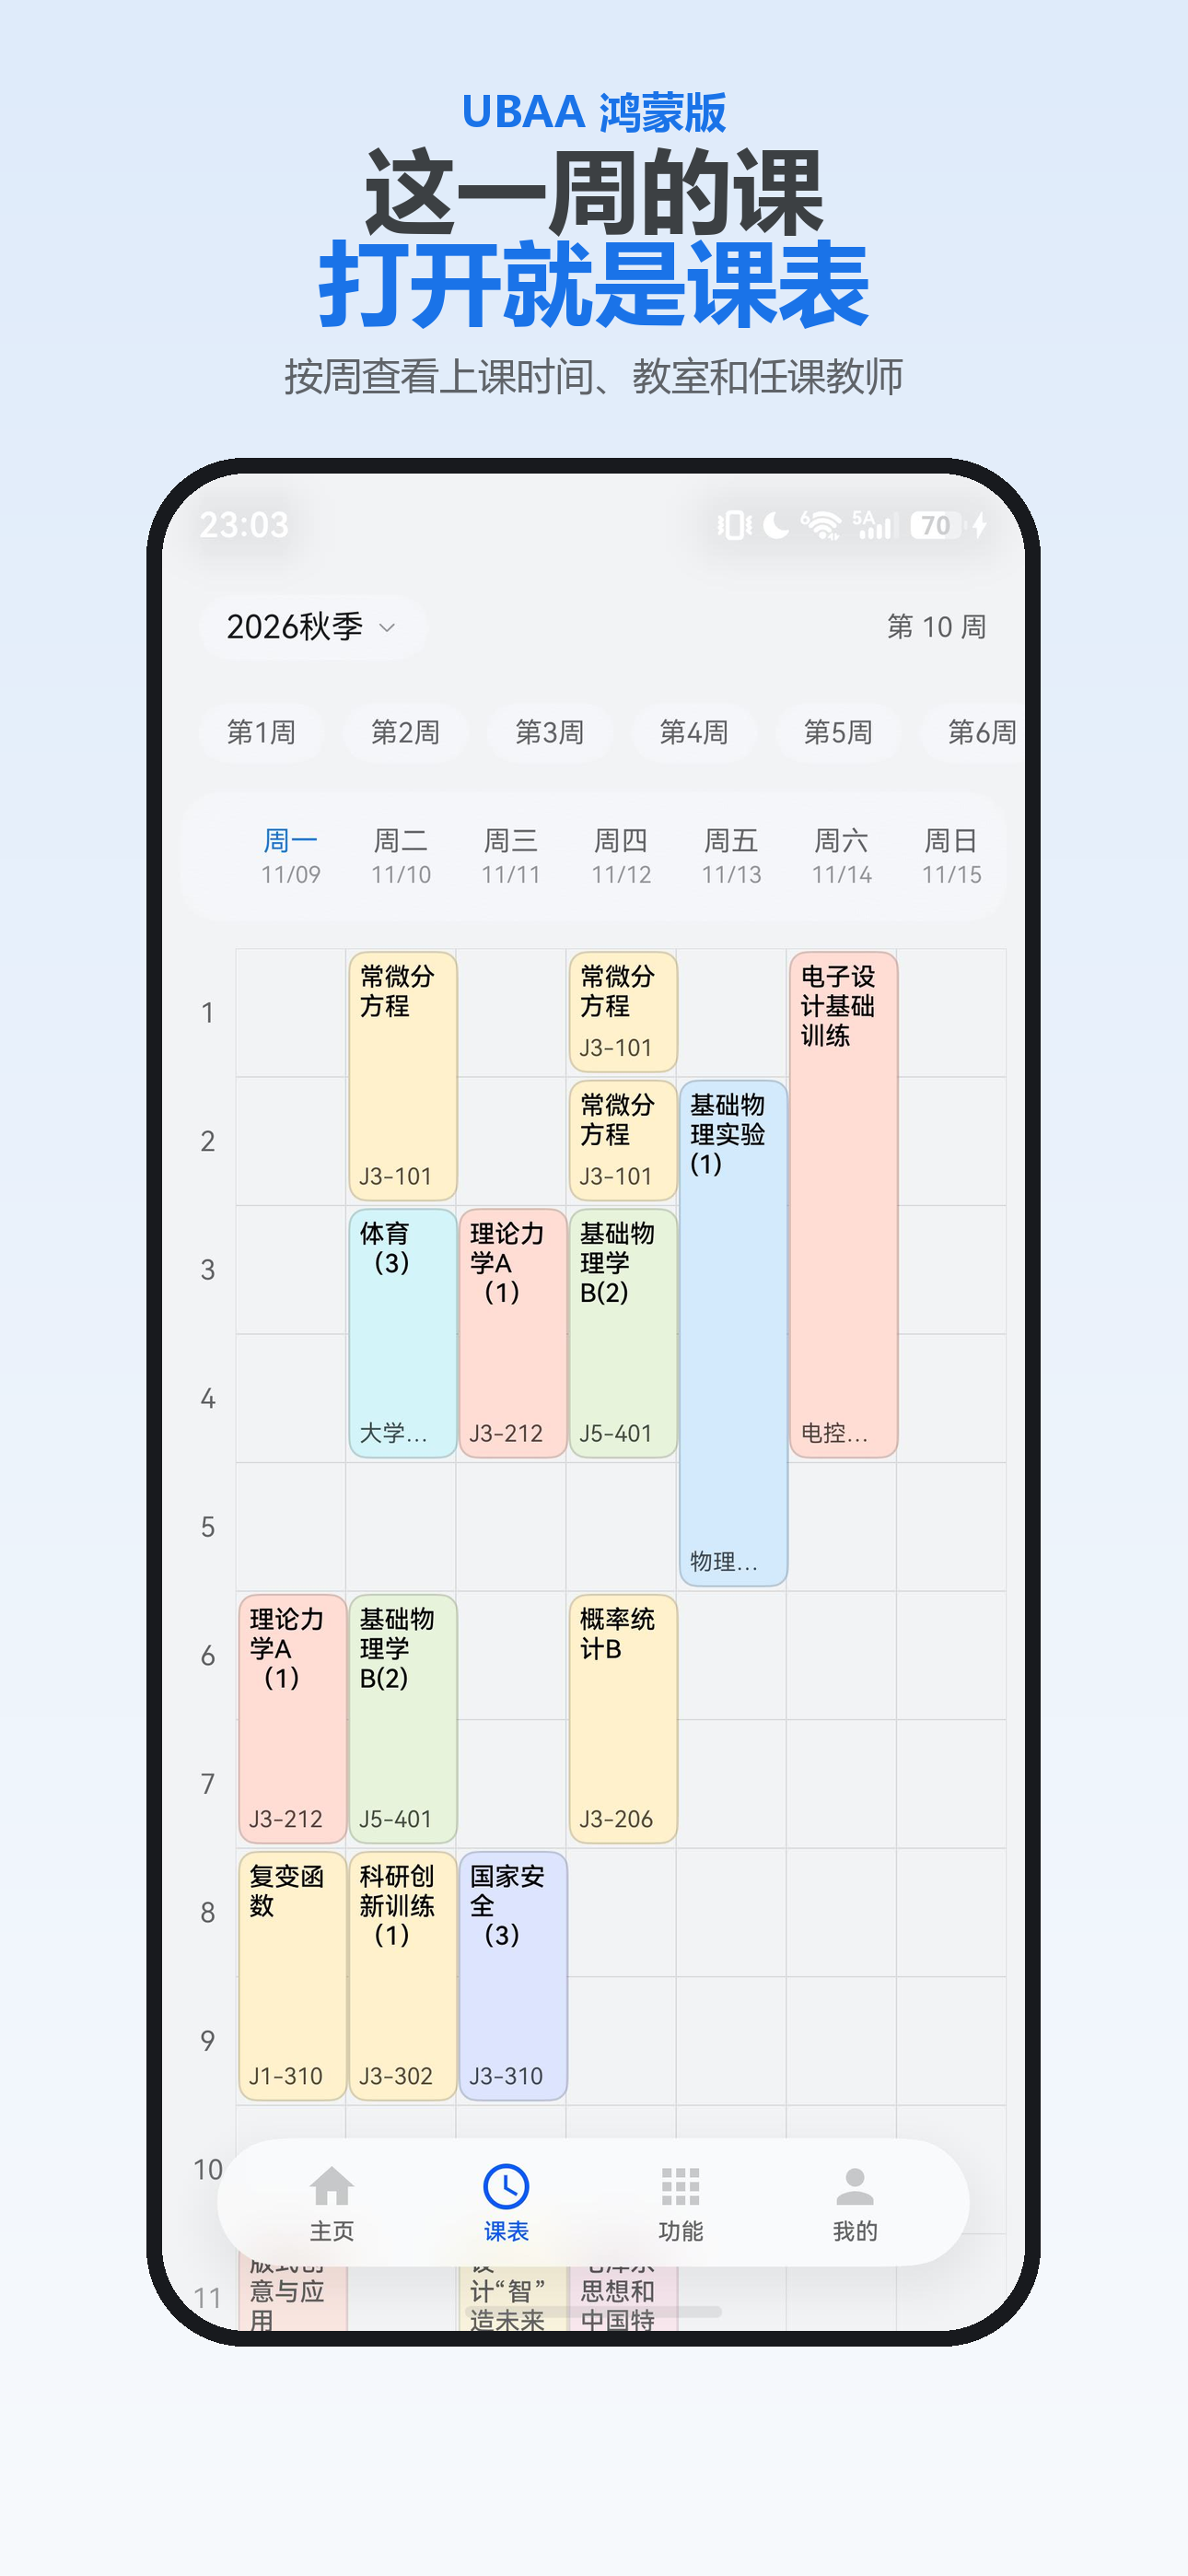 UBAA 鸿蒙版
这一周的课
打开就是课表
按周查看上课时间、教室和任课教师
23:03
6
5A
70
2026秋季
第 10 周
第1周
第2周
第3周
第4周
第5周
第6周
周一
周二
周三
周四
周五
周六
周日
11/09
11/10
11/11
11/12
11/13
11/14
11/15
1
常微分
方程
J3-101
常微分
方程
J3-101
电子设
计基础
训练
电控...
2
常微分
方程
J3-101
基础物
理实验
(1)
物理...
3
体育
（3）
大学...
理论力
学A
（1）
J3-212
基础物
理学
B(2)
J5-401
4
5
6
理论力
学A
（1）
J3-212
基础物
理学
B(2)
J5-401
概率统
计B
J3-206
7
8
复变函
数
J1-310
科研创
新训练
（1）
J3-302
国家安
全
（3）
J3-310
9
10
主页
课表
功能
我的
11
意与应
用
计“智”
造未来
思想和
中国特